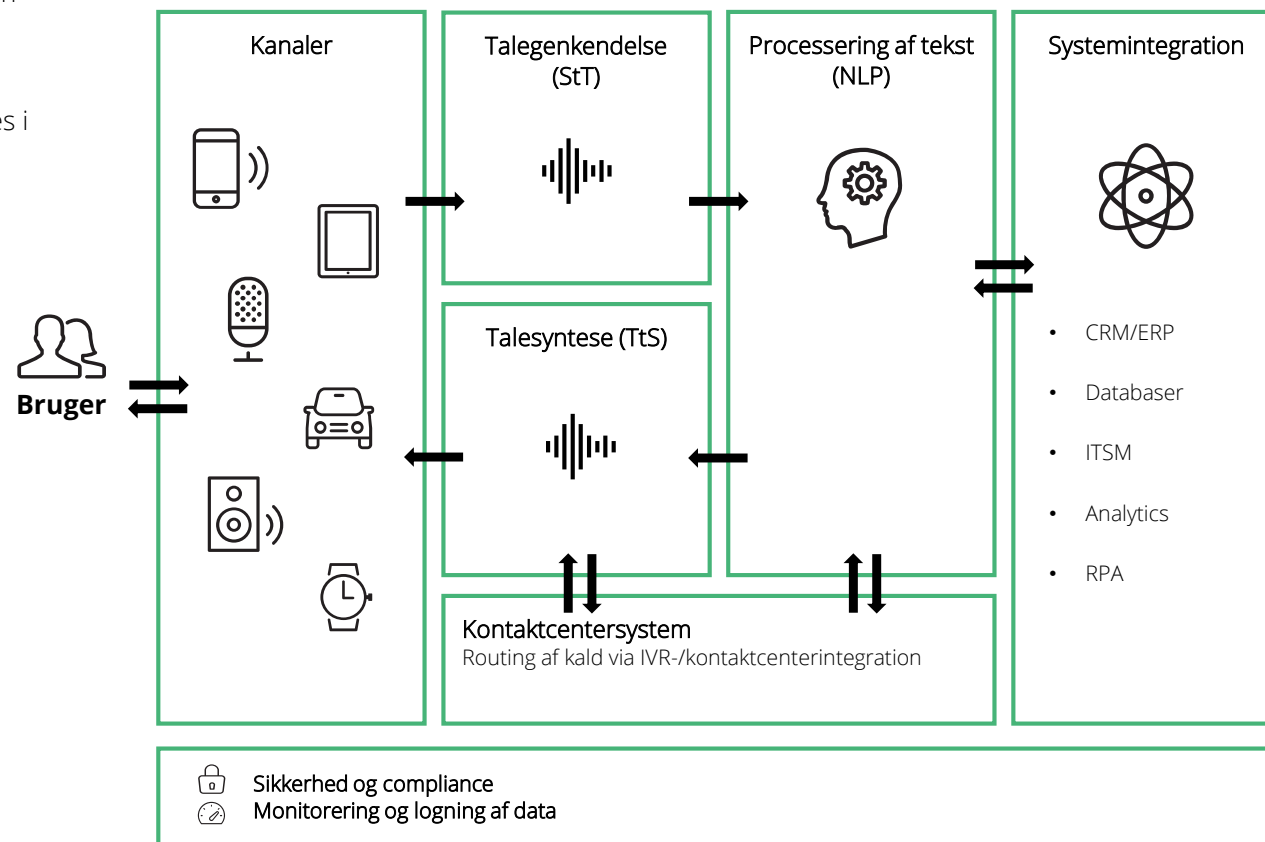 es i
Kanaler
Talegenkendelse
(StT)
Processering af tekst
(NLP)
Systemintegration
Talesyntese (TtS)
Bruger
• CRM/ERP
• Databaser
• ITSM
• Analytics
• RPA
Kontaktcentersystem
Routing af kald via IVR-/kontaktcenterintegration
Sikkerhed og compliance
Monitorering og logning af data